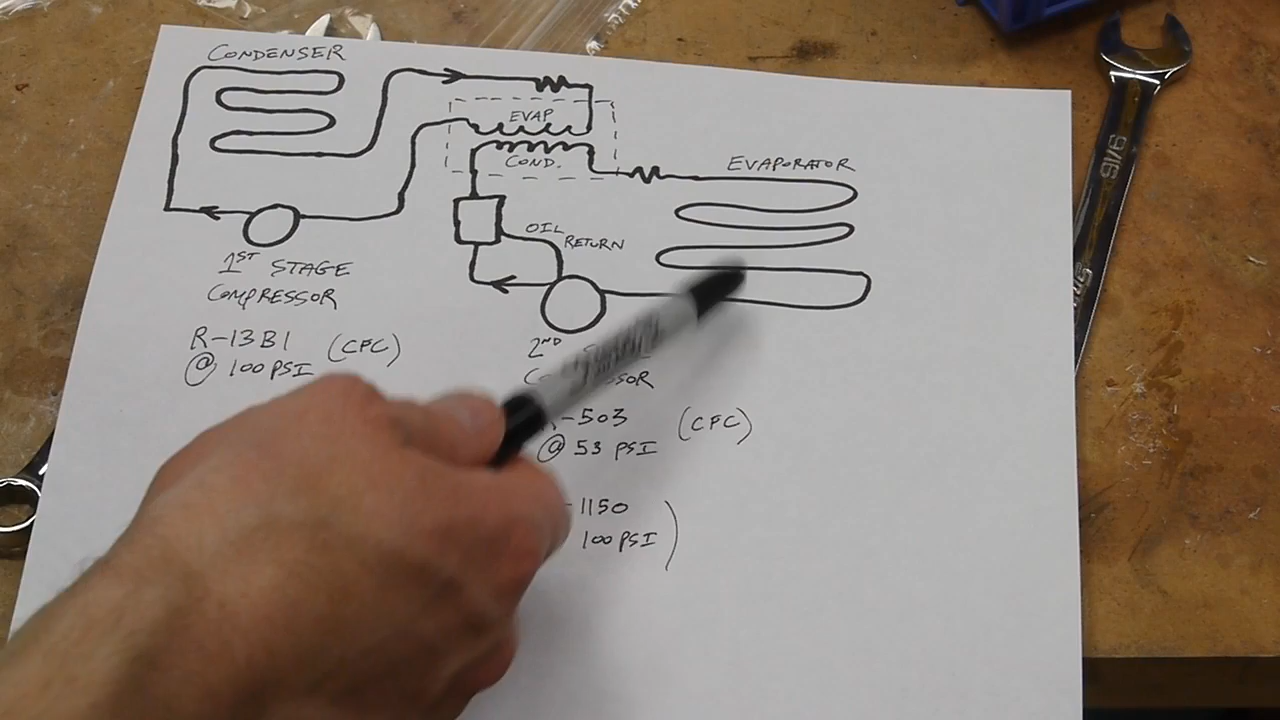 CONDENSER
EVAP
COND.
EVAPORATOR
OIL
RETURN
1ST STAGE
COMPRESSOR
R-13B1 (CFC)
@ 100 PSI
2ND
-503 (CFC)
@ 53 PSI
-1150
100 PSI)
9/16